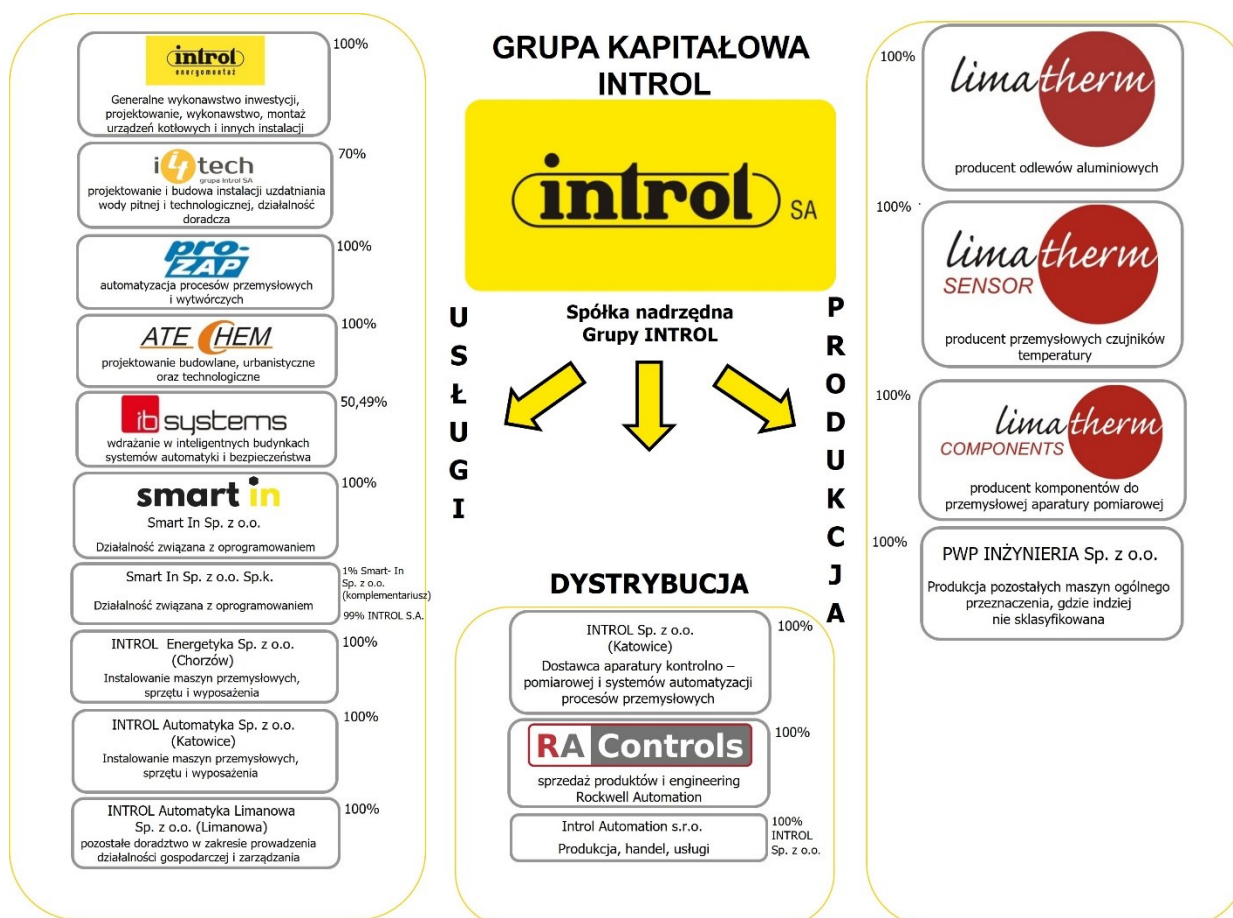 GRUPA KAPITAŁOWA
INTROL
introl SA
Spółka nadrzędna
Grupy INTROL
USŁUGI
introl
energomontaż
100%
Generalne wykonawstwo inwestycji,
projektowanie, wykonawstwo, montaż
urządzeń kotłowych i innych instalacji
i4tech
grupa Introl SA
70%
projektowanie i budowa instalacji uzdatniania
wody pitnej i technologicznej, działalność
doradcza
pro-
ZAP
100%
automatyzacja procesów przemysłowych
i wytwórczych
ATECHEM
100%
projektowanie budowlane, urbanistyczne
oraz technologiczne
ib systems
50,49%
wdrażanie w inteligentnych budynkach
systemów automatyki i bezpieczeństwa
smart in
100%
Smart In Sp. z o.o.
Działalność związana z oprogramowaniem
Smart In Sp. z o.o. Sp.k.
Działalność związana z oprogramowaniem
1% Smart- In
Sp. z o.o.
(komplementariusz)
99% INTROL S.A.
INTROL Energetyka Sp. z o.o.
(Chorzów)
100%
Instalowanie maszyn przemysłowych,
sprzętu i wyposażenia
INTROL Automatyka Sp. z o.o.
(Katowice)
100%
Instalowanie maszyn przemysłowych,
sprzętu i wyposażenia
INTROL Automatyka Limanowa
Sp. z o.o. (Limanowa)
100%
pozostałe doradztwo w zakresie prowadzenia
działalności gospodarczej i zarządzania
DYSTRYBUCJA
INTROL Sp. z o.o.
(Katowice)
100%
Dostawca aparatury kontrolno –
pomiarowej i systemów automatyzacji
procesów przemysłowych
RA Controls
100%
sprzedaż produktów i engineering
Rockwell Automation
Introl Automation s.r.o.
Produkcja, handel, usługi
100%
INTROL
Sp. z o.o.
PRODUKCJA
100%
limatherm
producent odlewów aluminiowych
100%
limatherm
SENSOR
producent przemysłowych czujników
temperatury
100%
limatherm
COMPONENTS
producent komponentów do
przemysłowej aparatury pomiarowej
100%
PWP INŻYNIERIA Sp. z o.o.
Produkcja pozostałych maszyn ogólnego
przeznaczenia, gdzie indziej
nie sklasyfikowana